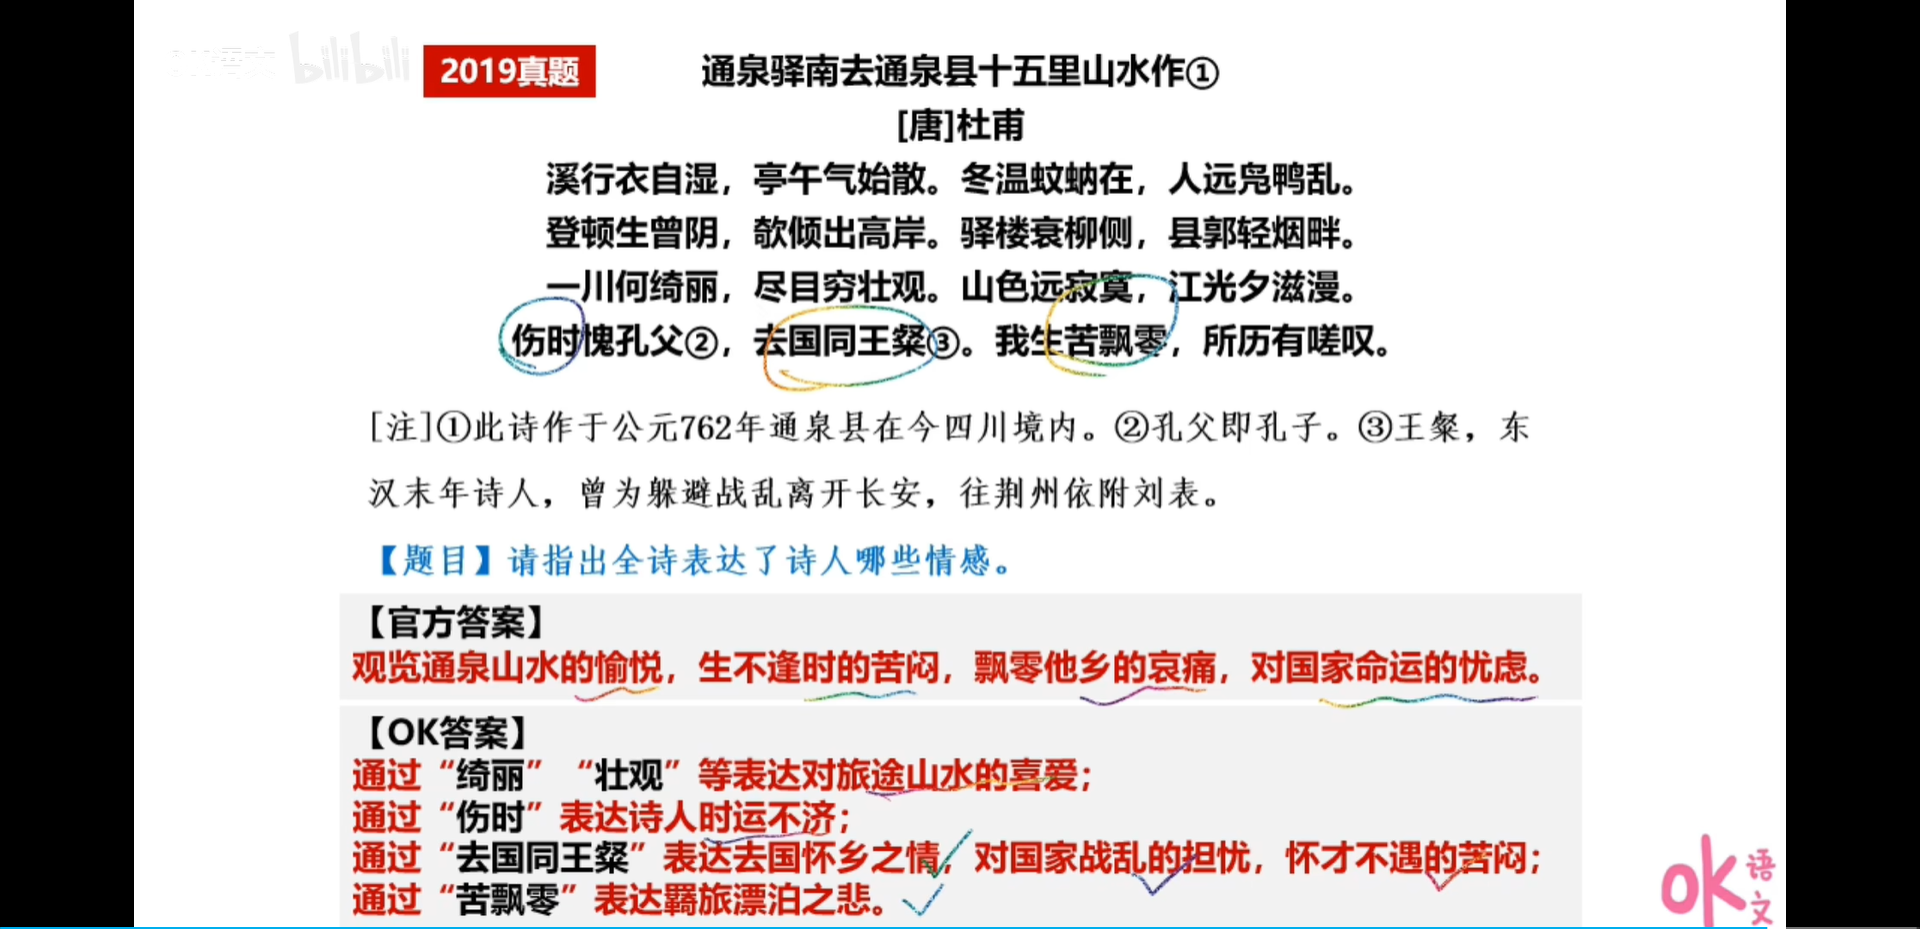 bilibili
2019真题
通泉驿南去通泉县十五里山水作①
[唐]杜甫
溪行衣自湿，亭午气始散。冬温蚊蚋在，人远凫鸭乱。
登顿生曾阴，欹倾出高岸。驿楼衰柳侧，县郭轻烟畔。
一川何绮丽，尽目穷壮观。山色远寂寞，江光夕滋漫。
伤时愧孔父②，去国同王粲③。我生苦飘零，所历有嗟叹。
[注]①此诗作于公元762年通泉县在今四川境内。②孔父即孔子。③王粲，东
汉末年诗人，曾为躲避战乱离开长安，往荆州依附刘表。
【题目】请指出全诗表达了诗人哪些情感。
【官方答案】
观览通泉山水的愉悦，生不逢时的苦闷，飘零他乡的哀痛，对国家命运的忧虑。
【OK答案】
通过“绮丽”“壮观”等表达对旅途山水的喜爱；
通过“伤时”表达诗人时运不济；
通过“去国同王粲”表达去国怀乡之情，对国家战乱的担忧，怀才不遇的苦闷；
通过“苦飘零”表达羁旅漂泊之悲。
OK语文